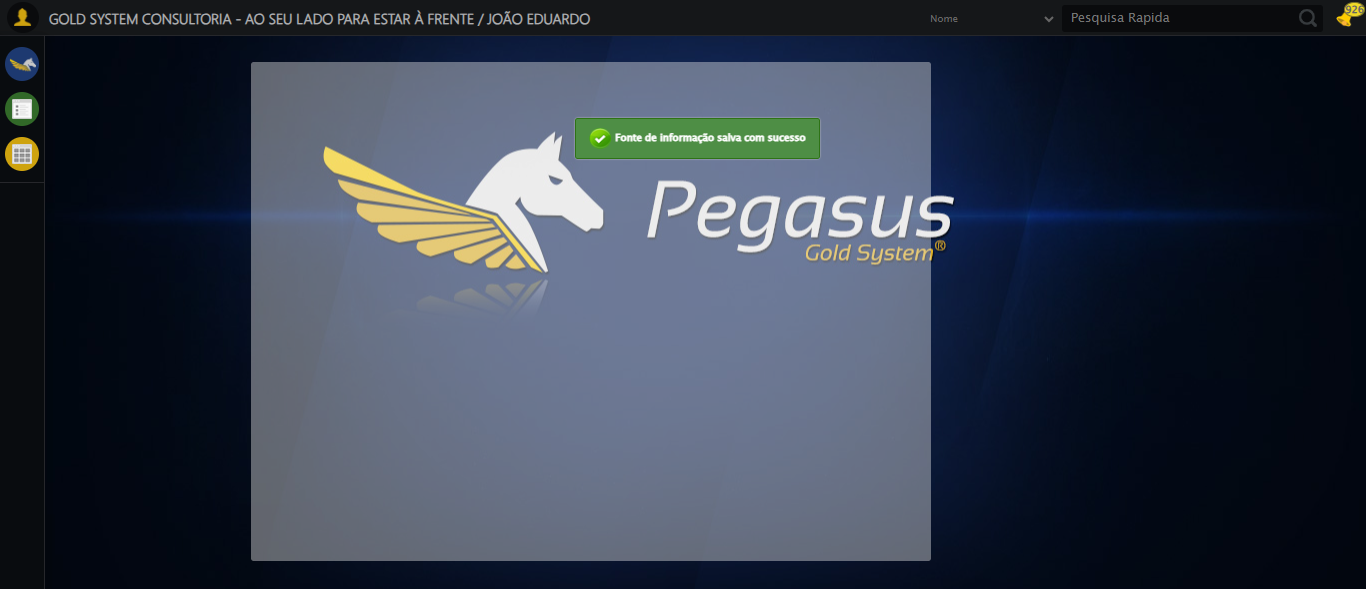 GOLD SYSTEM CONSULTORIA - AO SEU LADO PARA ESTAR À FRENTE / JOÃO EDUARDO
Nome
Pesquisa Rapida
926
Fonte de informação salva com sucesso
Pegasus
Gold System®